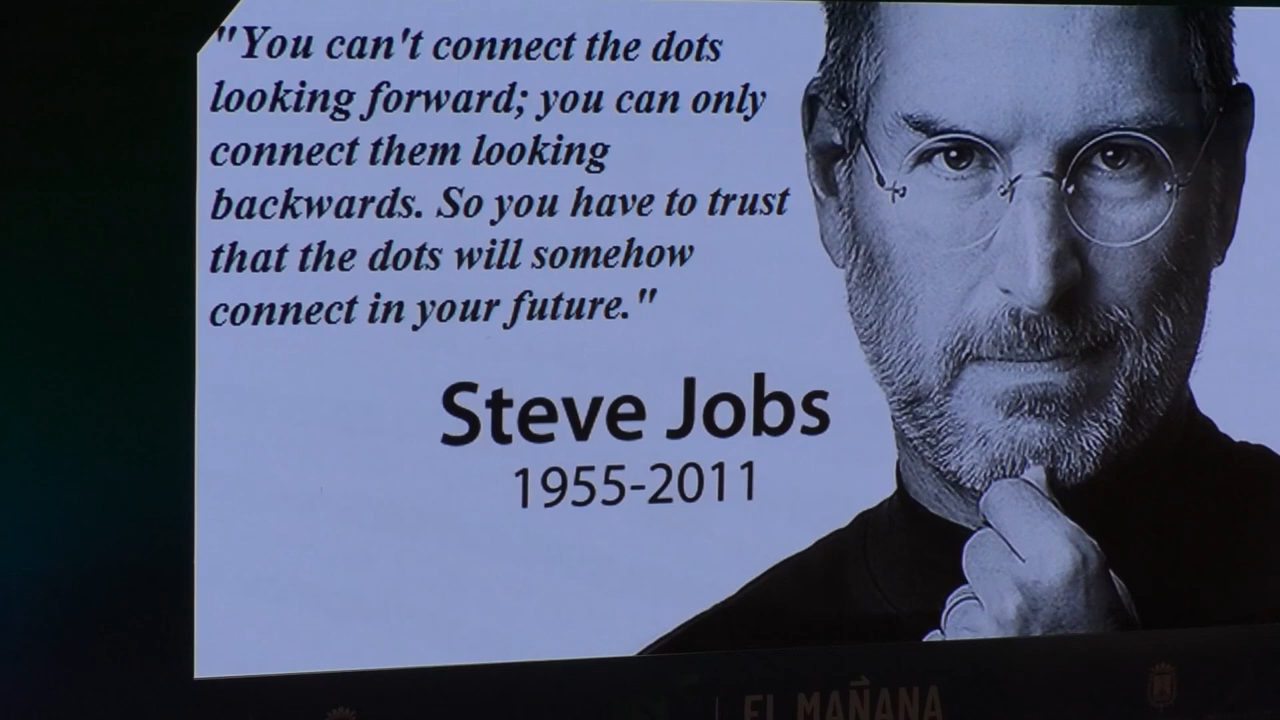 "You can't connect the dots
looking forward; you can only
connect them looking
backwards. So you have to trust
that the dots will somehow
connect in your future."
Steve Jobs
1955-2011
EL MAÑANA